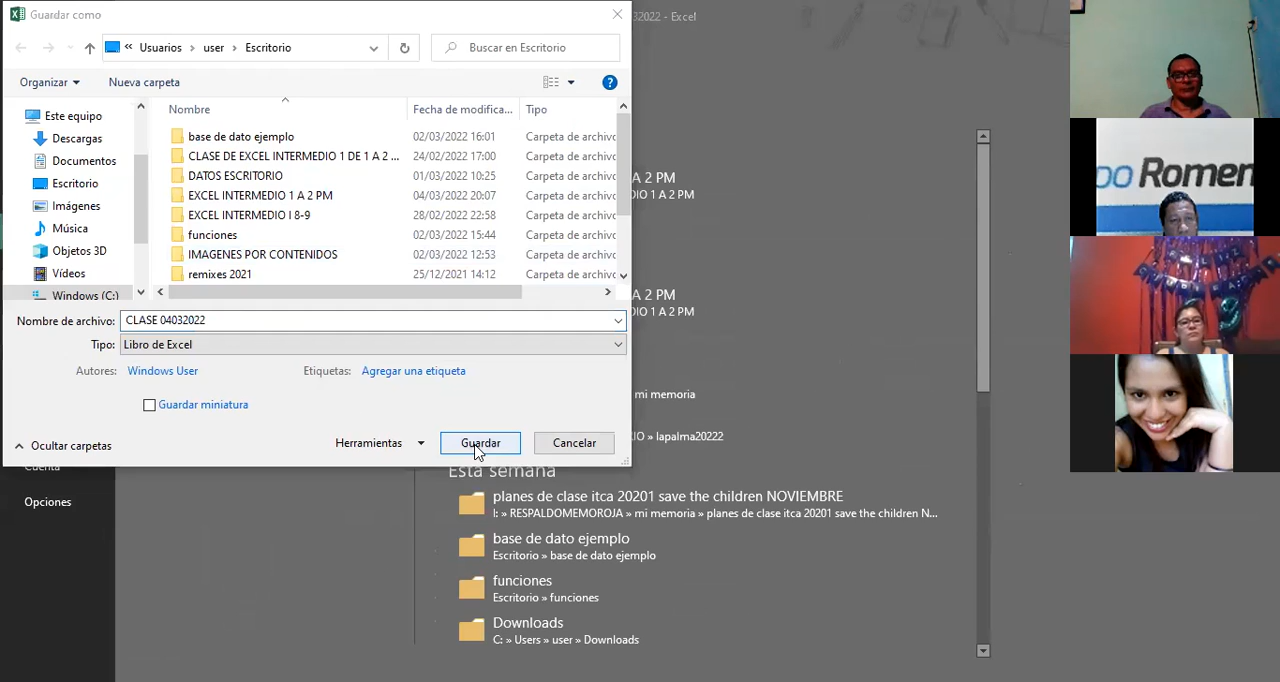 Guardar como
32022 - Excel
« Usuarios > user > Escritorio
Buscar en Escritorio
Organizar
Nueva carpeta
Nombre
Fecha de modifica...
Tipo
Este equipo
Descargas
Documentos
Escritorio
Imágenes
Música
Objetos 3D
Vídeos
Windows (C:)
base de dato ejemplo 02/03/2022 16:01 Carpeta de archivo
CLASE DE EXCEL INTERMEDIO 1 DE 1 A 2 ... 24/02/2022 17:00 Carpeta de archivo
DATOS ESCRITORIO 01/03/2022 10:25 Carpeta de archivo
EXCEL INTERMEDIO 1 A 2 PM 04/03/2022 20:07 Carpeta de archivo
EXCEL INTERMEDIO I 8-9 28/02/2022 22:58 Carpeta de archivo
funciones 02/03/2022 15:44 Carpeta de archivo
IMAGENES POR CONTENIDOS 02/03/2022 12:53 Carpeta de archivo
remixes 2021 25/12/2021 14:12 Carpeta de archivo
Nombre de archivo: CLASE 04032022
Tipo: Libro de Excel
Autores: Windows User
Etiquetas: Agregar una etiqueta
Guardar miniatura
Ocultar carpetas
Herramientas
Guardar
Cancelar
A 2 PM
DIO 1 A 2 PM
A 2 PM
DIO 1 A 2 PM
mi memoria
IO » lapalma20222
Cuenta
Opciones
Esta semana
planes de clase itca 20201 save the children NOVIEMBRE
I: » RESPALDOMEMOROJA » mi memoria » planes de clase itca 20201 save the children N...
base de dato ejemplo
Escritorio » base de dato ejemplo
funciones
Escritorio » funciones
Downloads
C: » Users » user » Downloads
po Romen